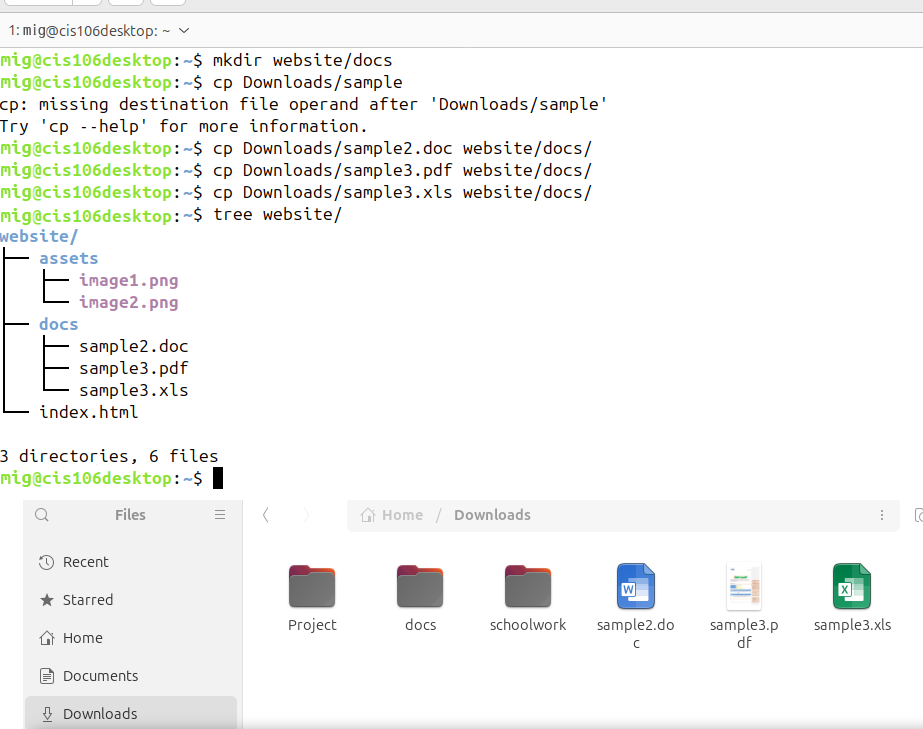 1: mig@cis106desktop: ~
mig@cis106desktop:~$ mkdir website/docs
mig@cis106desktop:~$ cp Downloads/sample
cp: missing destination file operand after 'Downloads/sample'
Try 'cp --help' for more information.
mig@cis106desktop:~$ cp Downloads/sample2.doc website/docs/
mig@cis106desktop:~$ cp Downloads/sample3.pdf website/docs/
mig@cis106desktop:~$ cp Downloads/sample3.xls website/docs/
mig@cis106desktop:~$ tree website/
website/
├── assets
│   ├── image1.png
│   └── image2.png
├── docs
│   ├── sample2.doc
│   ├── sample3.pdf
│   └── sample3.xls
└── index.html
3 directories, 6 files
mig@cis106desktop:~$
Files
Home / Downloads
Recent
Starred
Home
Documents
Downloads
Project
docs
schoolwork
sample2.do
c
sample3.p
df
sample3.xls